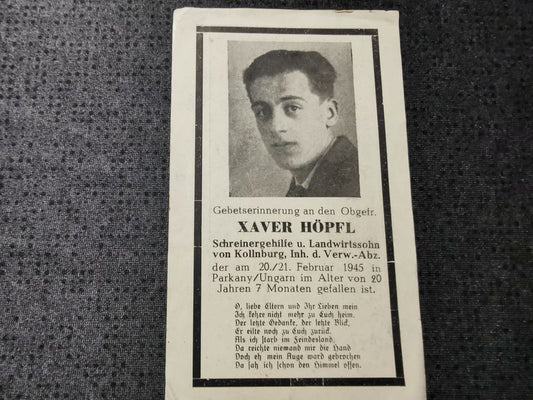 Gebetserinnerung an den Obgefr.
XAVER HÖPFL
Schreinergehilfe u. Landwirtssohn
von Kollnburg, Inh. d. Verw.-Abz.
der am 20./21. Februar 1945 in
Parkany/Ungarn im Alter von 20
Jahren 7 Monaten gefallen ist.
O, liebe Eltern und Ihr Lieben mein
Ich kehre nicht mehr zu Euch heim.
Der letzte Gedanke, der letzte Blick,
Er eilte noch zu Euch zurück.
Als ich starb im Feindesland
Da reichte niemand mir die Hand
Doch eh mein Auge ward gebrochen
Da sah ich schon den Himmel offen.